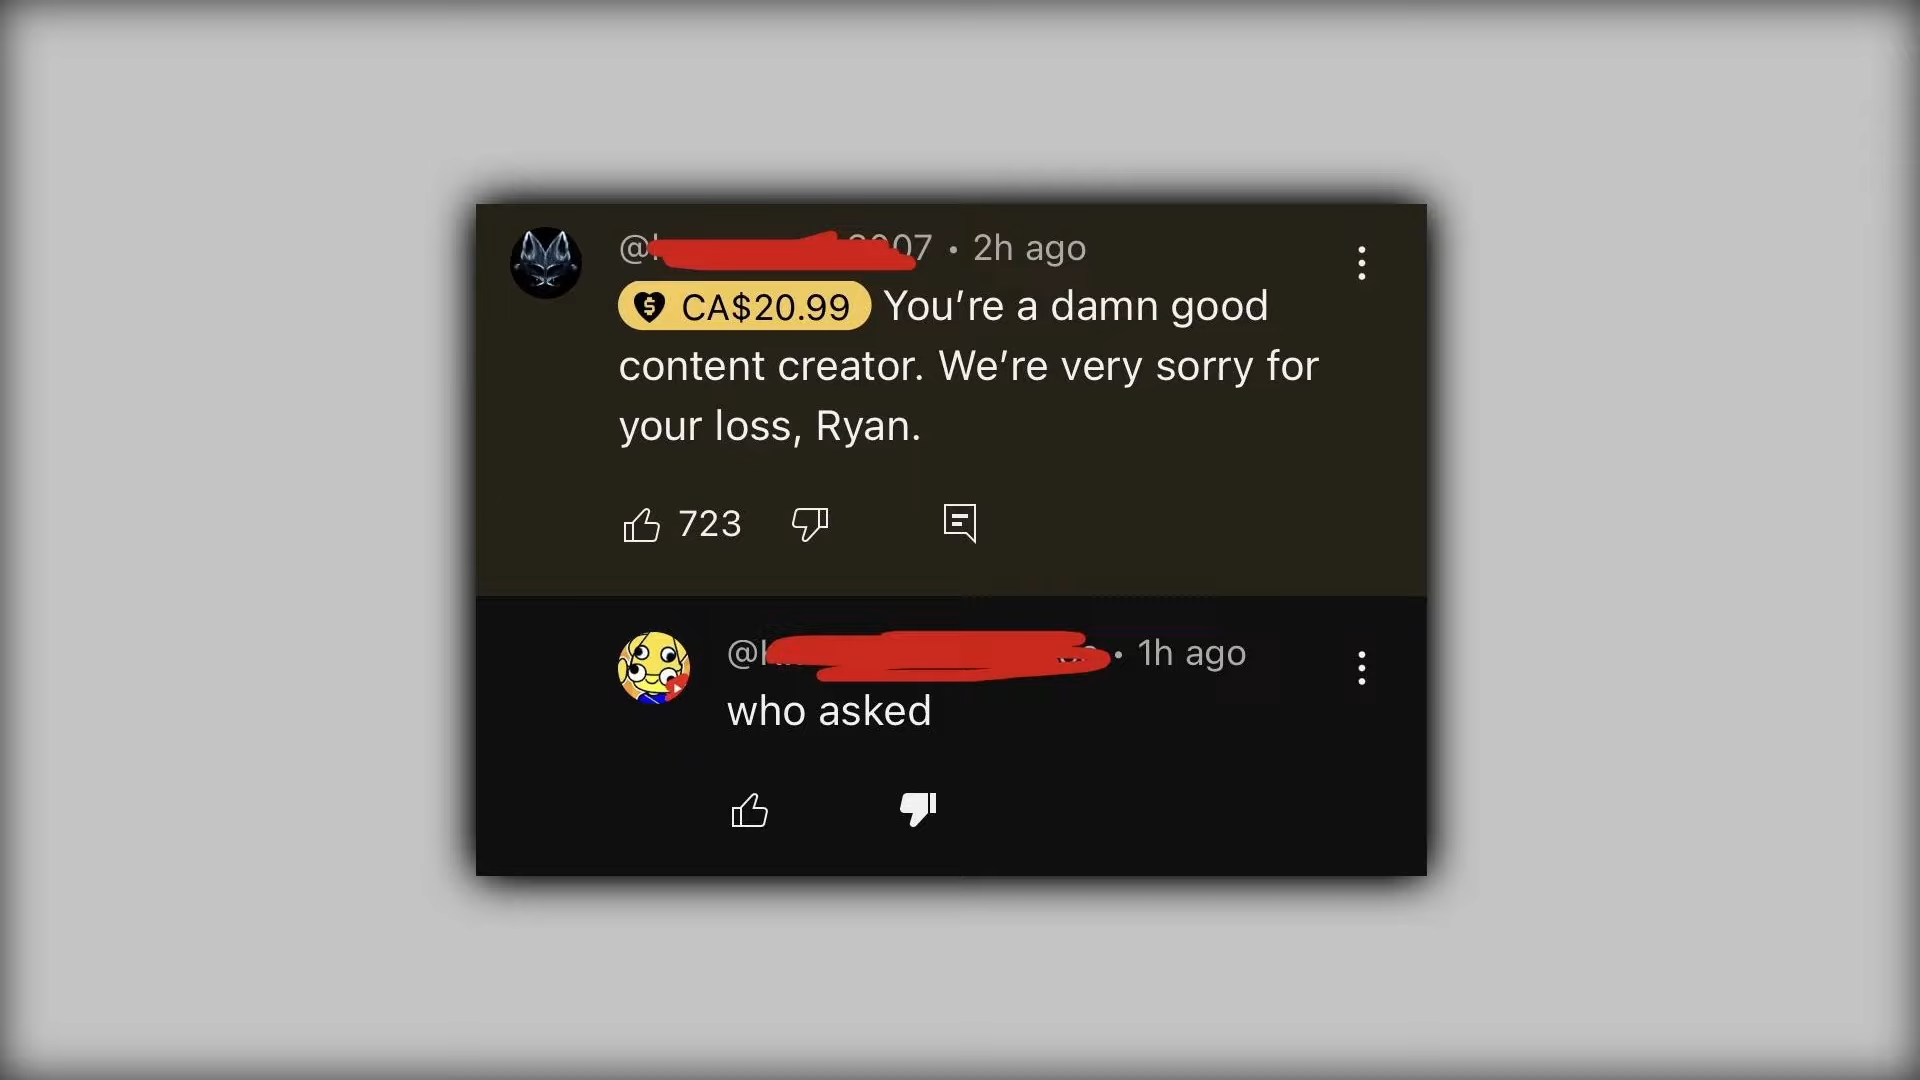 07 • 2h ago
CA$20.99 You’re a damn good
content creator. We’re very sorry for
your loss, Ryan.
723
@ • 1h ago
who asked